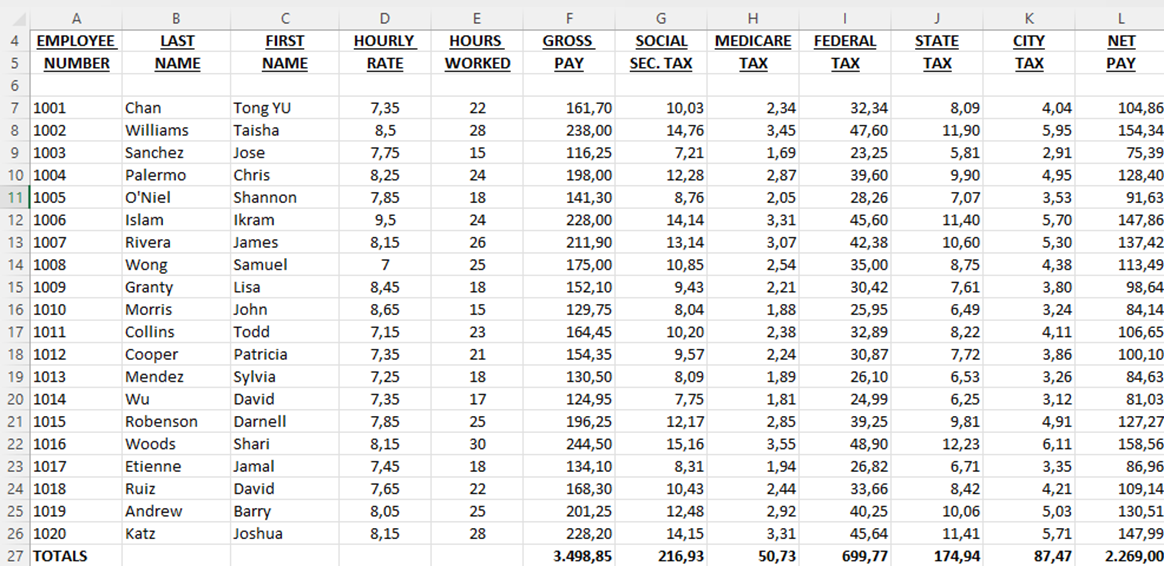 A B C D E F G H I J K L
4 EMPLOYEE LAST FIRST HOURLY HOURS GROSS SOCIAL MEDICARE FEDERAL STATE CITY NET
5 NUMBER NAME NAME RATE WORKED PAY SEC. TAX TAX TAX TAX TAX PAY
6
7 1001 Chan Tong YU 7,35 22 161,70 10,03 2,34 32,34 8,09 4,04 104,86
8 1002 Williams Taisha 8,5 28 238,00 14,76 3,45 47,60 11,90 5,95 154,34
9 1003 Sanchez Jose 7,75 15 116,25 7,21 1,69 23,25 5,81 2,91 75,39
10 1004 Palermo Chris 8,25 24 198,00 12,28 2,87 39,60 9,90 4,95 128,40
11 1005 O'Niel Shannon 7,85 18 141,30 8,76 2,05 28,26 7,07 3,53 91,63
12 1006 Islam Ikram 9,5 24 228,00 14,14 3,31 45,60 11,40 5,70 147,86
13 1007 Rivera James 8,15 26 211,90 13,14 3,07 42,38 10,60 5,30 137,42
14 1008 Wong Samuel 7 25 175,00 10,85 2,54 35,00 8,75 4,38 113,49
15 1009 Granty Lisa 8,45 18 152,10 9,43 2,21 30,42 7,61 3,80 98,64
16 1010 Morris John 8,65 15 129,75 8,04 1,88 25,95 6,49 3,24 84,14
17 1011 Collins Todd 7,15 23 164,45 10,20 2,38 32,89 8,22 4,11 106,65
18 1012 Cooper Patricia 7,35 21 154,35 9,57 2,24 30,87 7,72 3,86 100,10
19 1013 Mendez Sylvia 7,25 18 130,50 8,09 1,89 26,10 6,53 3,26 84,63
20 1014 Wu David 7,35 17 124,95 7,75 1,81 24,99 6,25 3,12 81,03
21 1015 Robenson Darnell 7,85 25 196,25 12,17 2,85 39,25 9,81 4,91 127,27
22 1016 Woods Shari 8,15 30 244,50 15,16 3,55 48,90 12,23 6,11 158,56
23 1017 Etienne Jamal 7,45 18 134,10 8,31 1,94 26,82 6,71 3,35 86,96
24 1018 Ruiz David 7,65 22 168,30 10,43 2,44 33,66 8,42 4,21 109,14
25 1019 Andrew Barry 8,05 25 201,25 12,48 2,92 40,25 10,06 5,03 130,51
26 1020 Katz Joshua 8,15 28 228,20 14,15 3,31 45,64 11,41 5,71 147,99
27 TOTALS 3.498,85 216,93 50,73 699,77 174,94 87,47 2.269,00